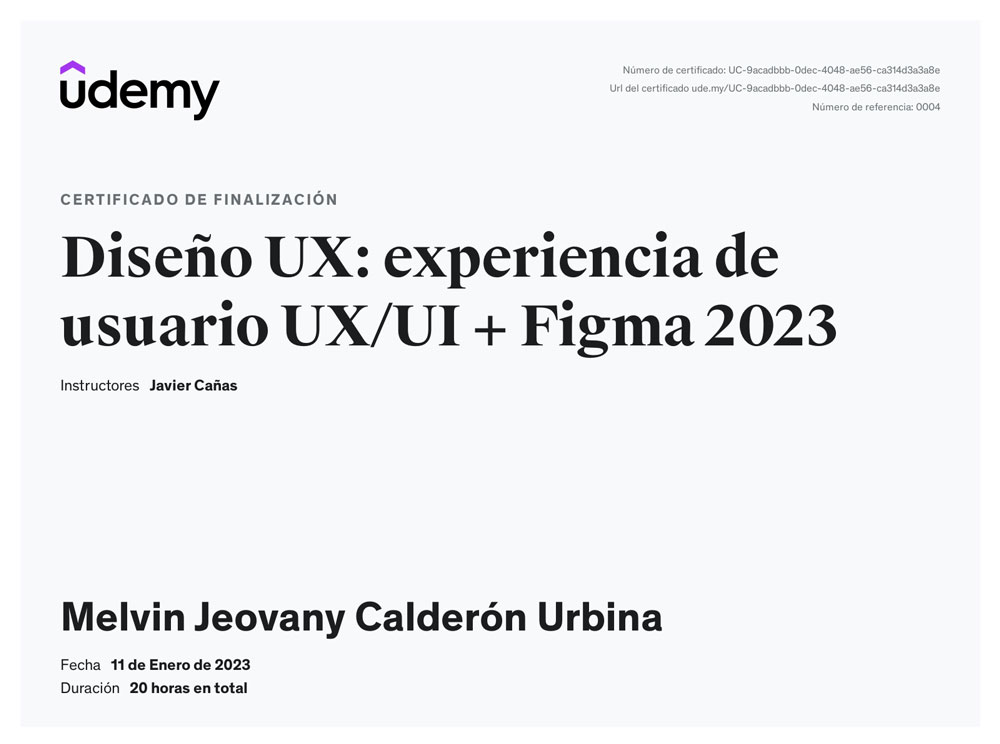 udemy
Número de certificado: UC-9acadbbb-0dec-4048-ae56-ca314d3a3a8e
Url del certificado ude.my/UC-9acadbbb-0dec-4048-ae56-ca314d3a3a8e
Número de referencia: 0004
CERTIFICADO DE FINALIZACIÓN
Diseño UX: experiencia de
usuario UX/UI + Figma 2023
Instructores Javier Cañas
Melvin Jeovany Calderón Urbina
Fecha 11 de Enero de 2023
Duración 20 horas en total